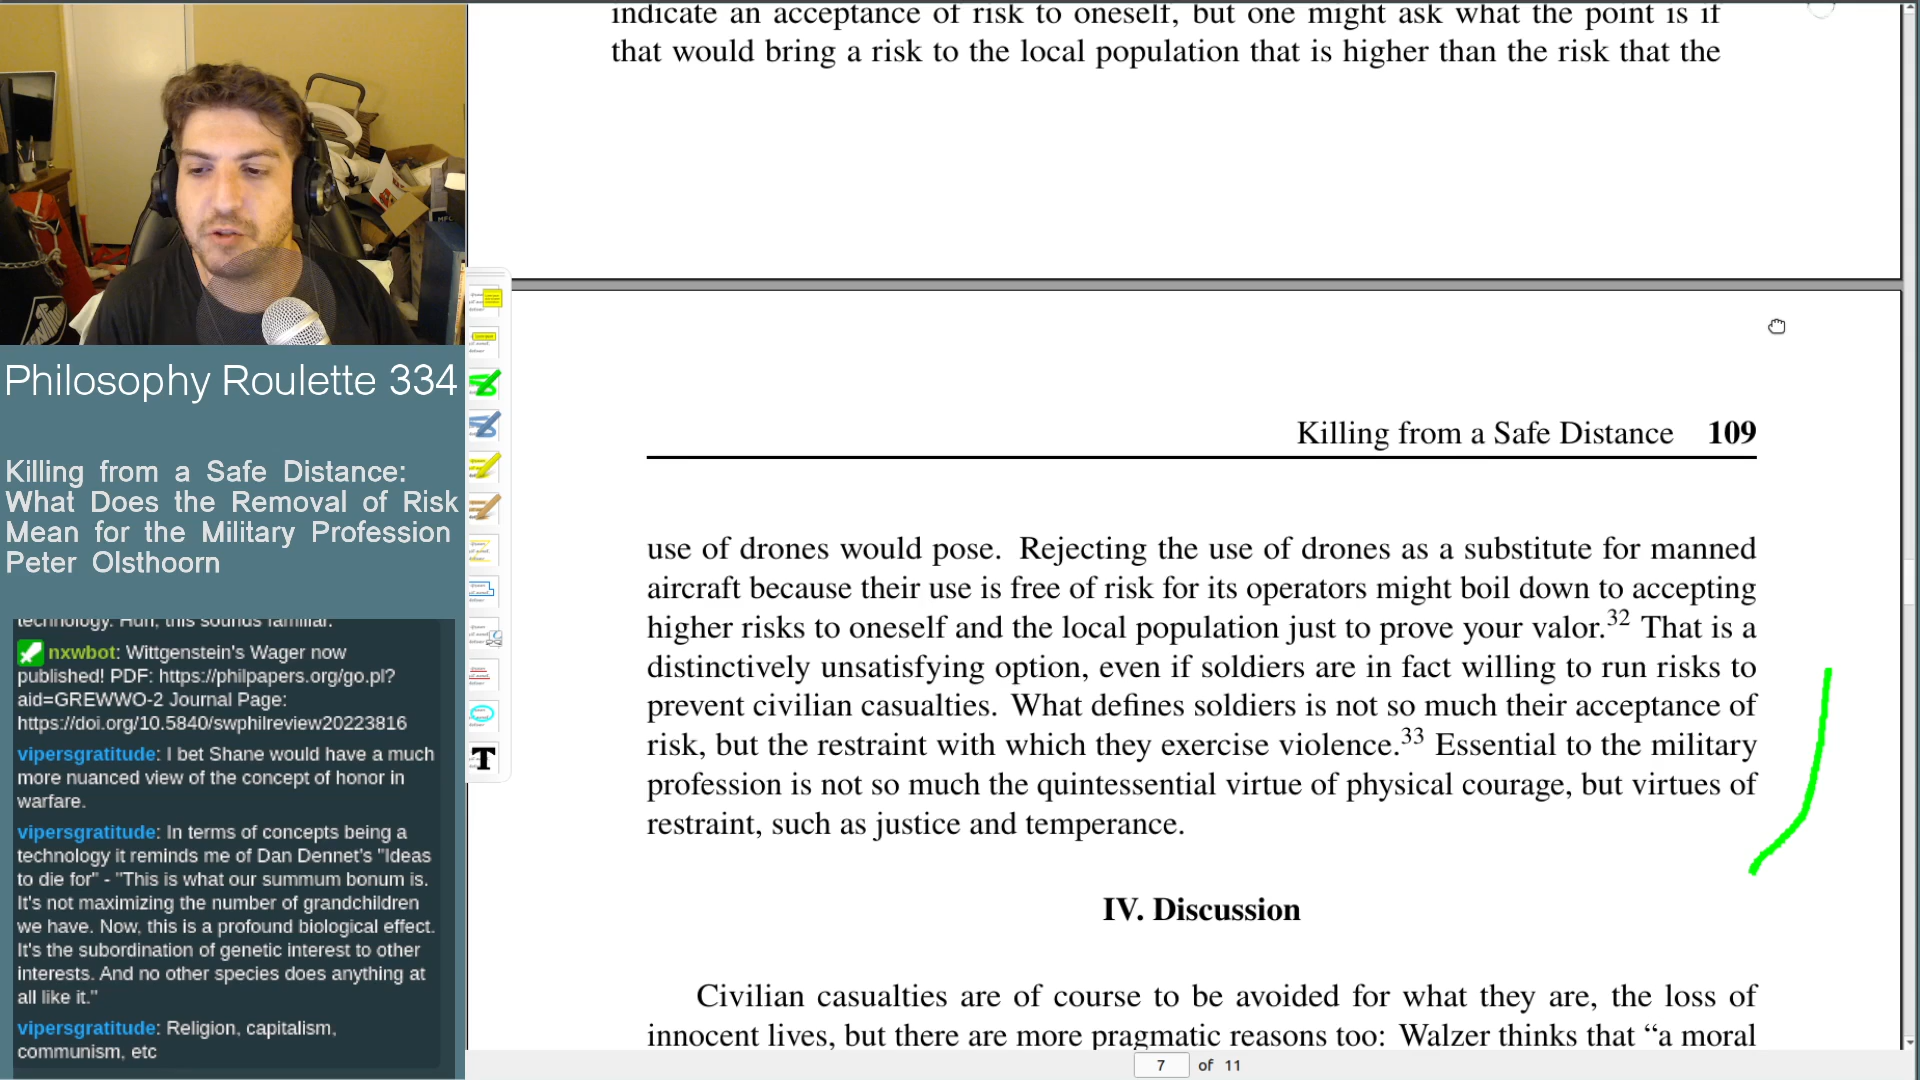 indicate an acceptance of risk to oneself, but one might ask what the point is if
that would bring a risk to the local population that is higher than the risk that the
Killing from a Safe Distance 109
use of drones would pose. Rejecting the use of drones as a substitute for manned
aircraft because their use is free of risk for its operators might boil down to accepting
higher risks to oneself and the local population just to prove your valor.32 That is a
distinctively unsatisfying option, even if soldiers are in fact willing to run risks to
prevent civilian casualties. What defines soldiers is not so much their acceptance of
risk, but the restraint with which they exercise violence.33 Essential to the military
profession is not so much the quintessential virtue of physical courage, but virtues of
restraint, such as justice and temperance.
IV. Discussion
Civilian casualties are of course to be avoided for what they are, the loss of
innocent lives, but there are more pragmatic reasons too: Walzer thinks that “a moral
7 of 11
T
Philosophy Roulette 334
Killing from a Safe Distance:
What Does the Removal of Risk
Mean for the Military Profession
Peter Olsthoorn
technology. Huh, this sounds familiar.
nxwbot: Wittgenstein's Wager now
published! PDF: https://philpapers.org/go.pl?
aid=GREWWO-2 Journal Page:
https://doi.org/10.5840/swphilreview20223816
vipersgratitude: I bet Shane would have a much
more nuanced view of the concept of honor in
warfare.
vipersgratitude: In terms of concepts being a
technology it reminds me of Dan Dennet's "Ideas
to die for" - "This is what our summum bonum is.
It's not maximizing the number of grandchildren
we have. Now, this is a profound biological effect.
It's the subordination of genetic interest to other
interests. And no other species does anything at
all like it."
vipersgratitude: Religion, capitalism,
communism, etc